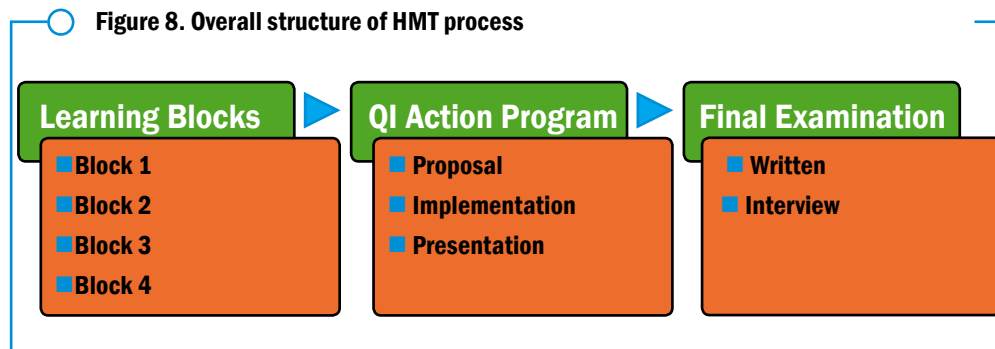 Figure 8. Overall structure of HMT process
Learning Blocks
Block 1
Block 2
Block 3
Block 4
QI Action Program
Proposal
Implementation
Presentation
Final Examination
Written
Interview